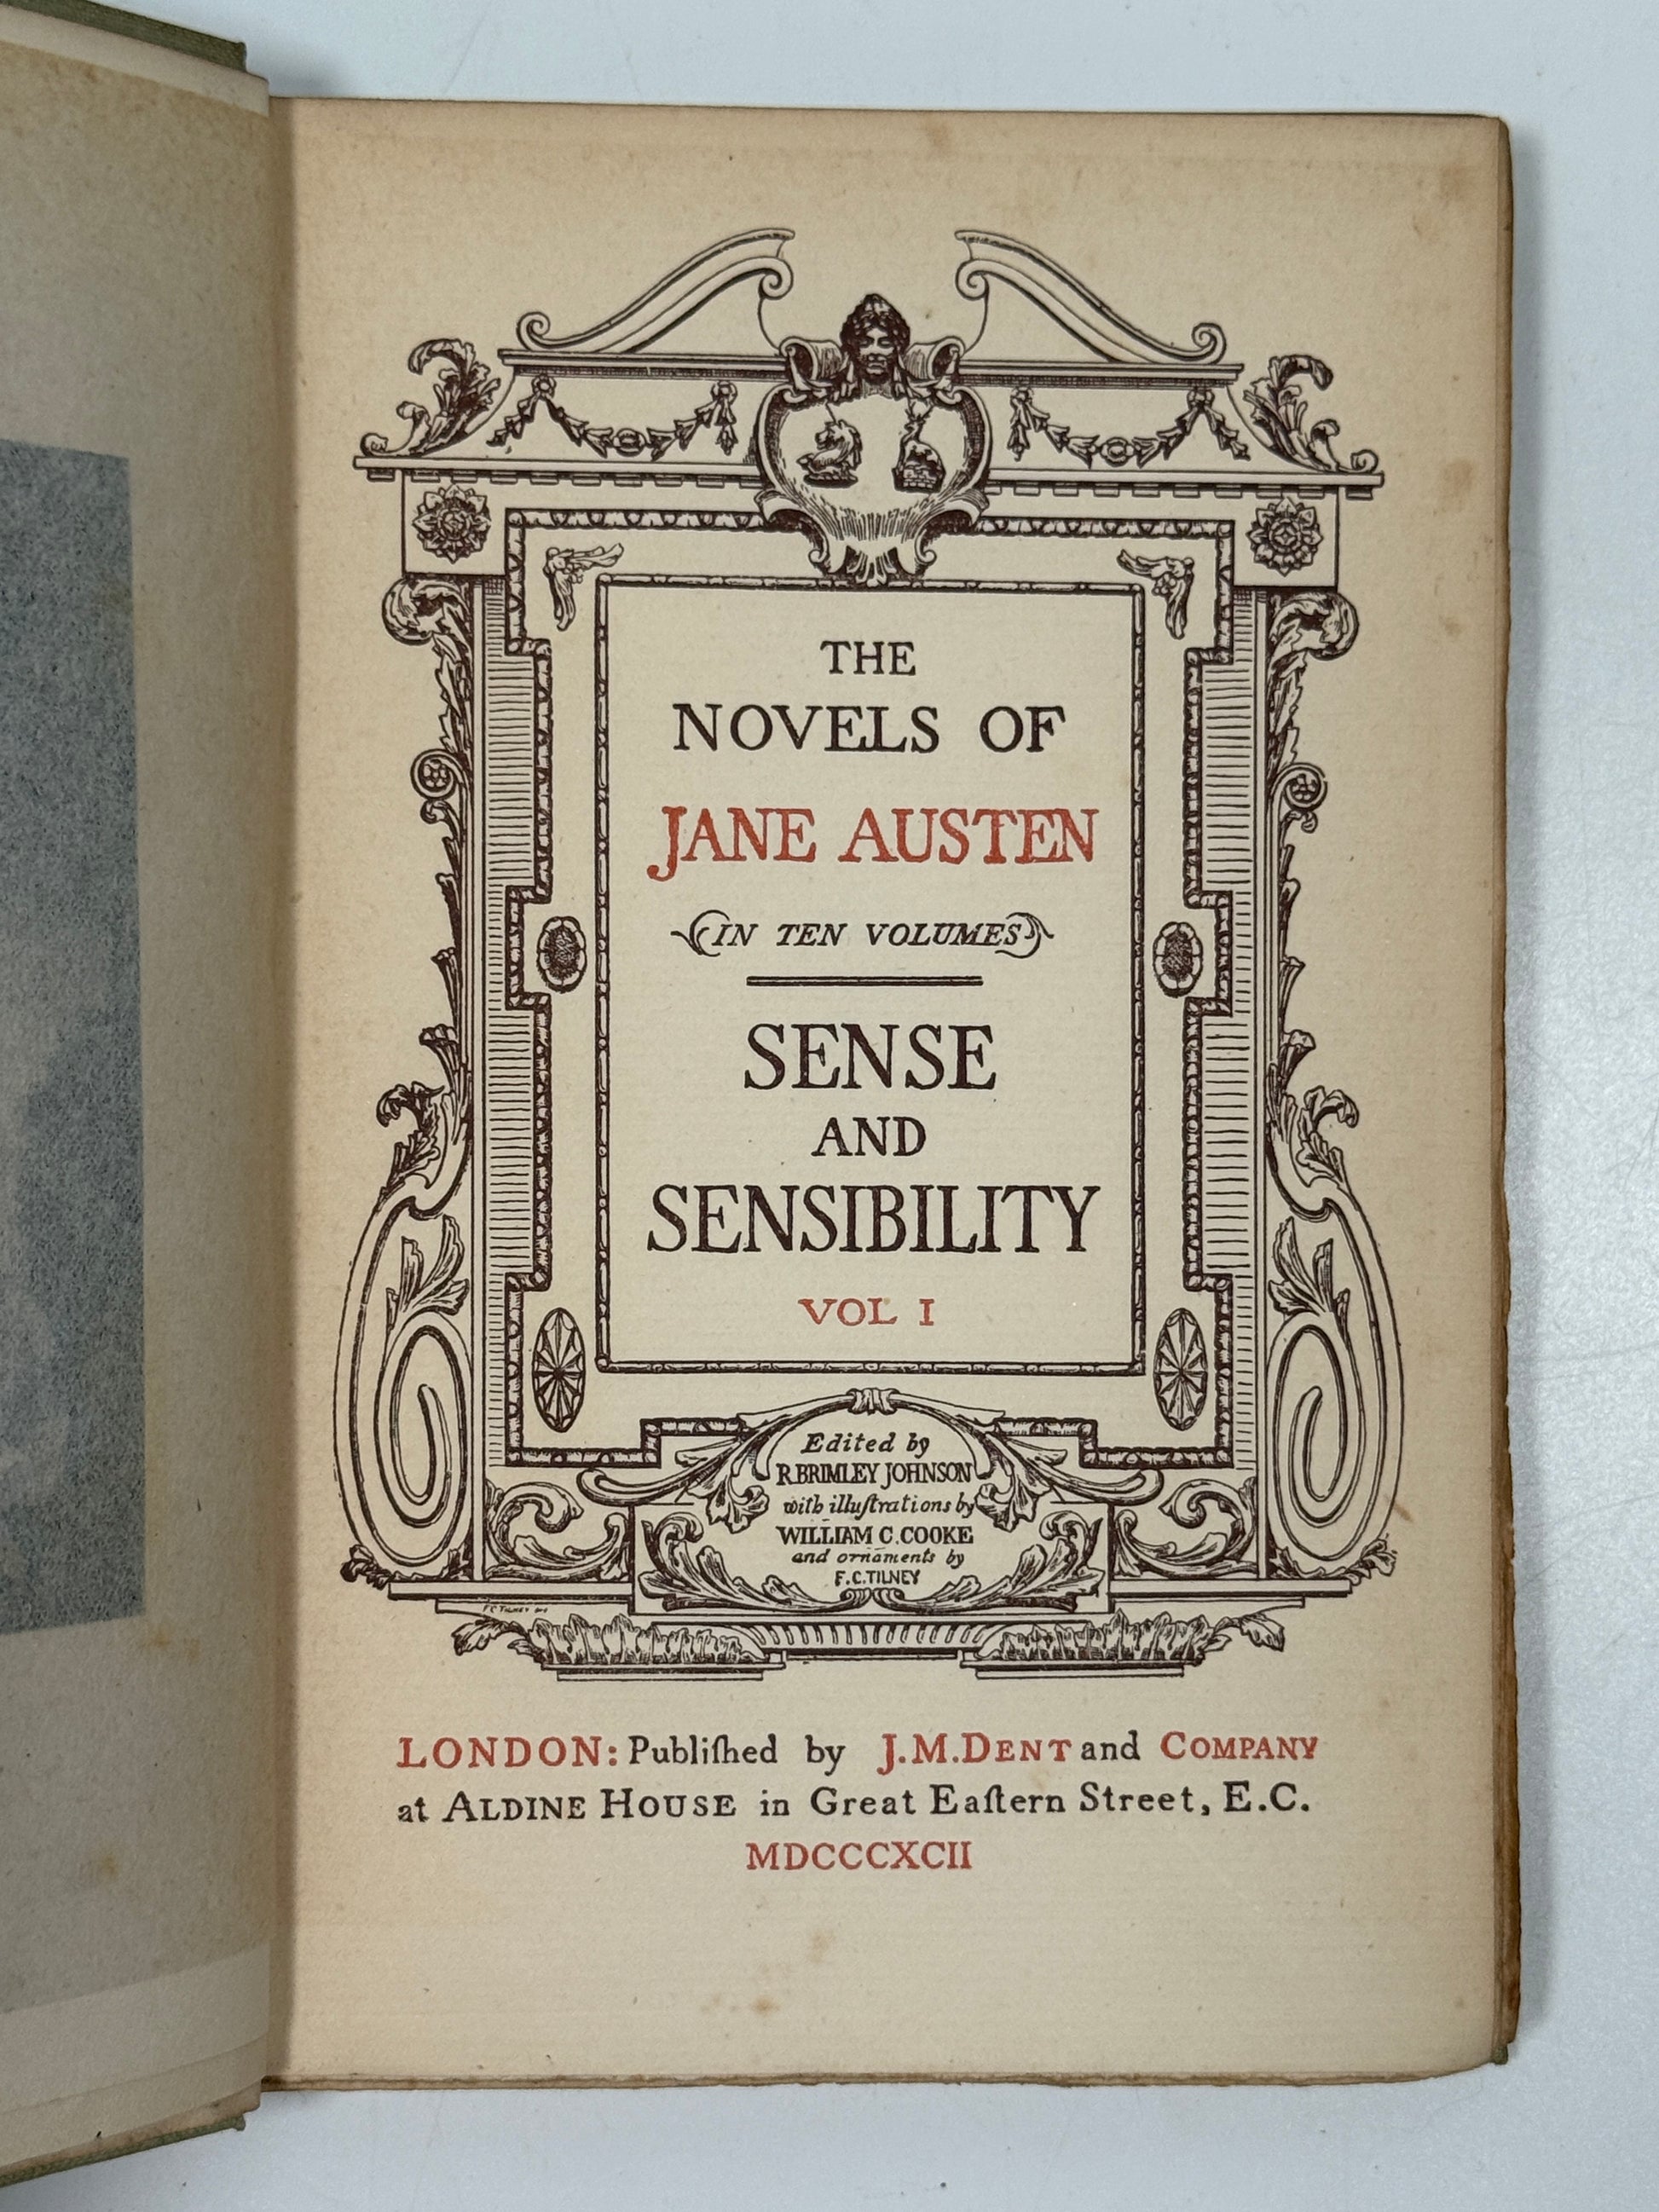 THE
NOVELS OF
JANE AUSTEN
(IN TEN VOLUMES)
SENSE
AND
SENSIBILITY
VOL I
Edited by
R.BRIMLEY JOHNSON
with illuſtrations by
WILLIAM C. COOKE
and ornaments by
F.C.TILNEY
LONDON: Publiſhed by J.M.DENT and COMPANY
at ALDINE HOUSE in Great Eaſtern Street, E.C.
MDCCCXCII